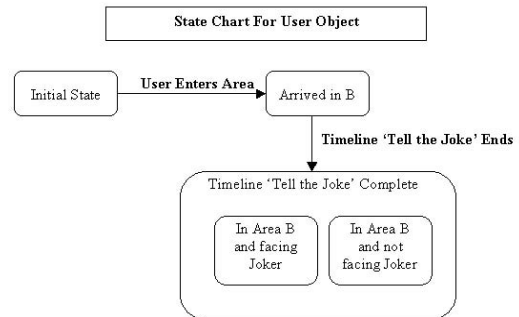 State Chart For User Object
Initial State
User Enters Area
Arrived in B
Timeline ‘Tell the Joke’ Ends
Timeline ‘Tell the Joke’ Complete
In Area B
and facing
Joker
In Area B
and not
facing Joker